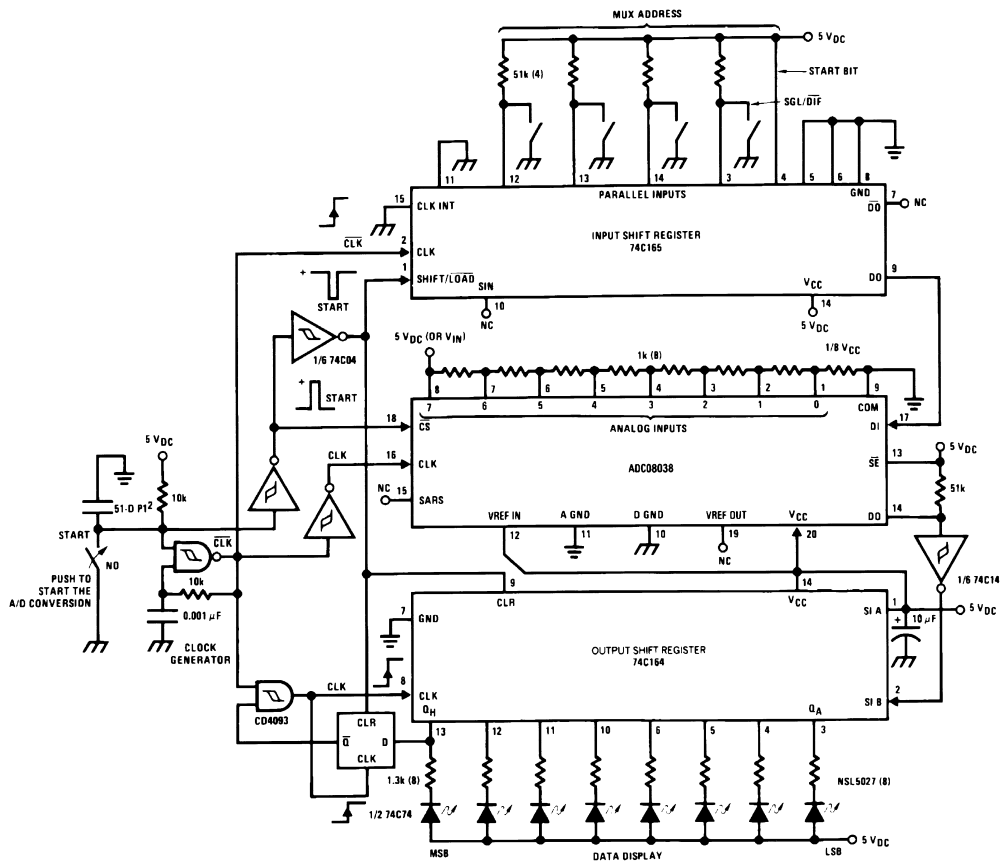 MUX ADDRESS
5 VDC
51k (4)
START BIT
SGL/DIF
11
12
13
14
3
4
5
6
8
PARALLEL INPUTS
GND
15
CLK INT
DO
7
NC
INPUT SHIFT REGISTER
74C165
CLK
2
CLK
1
SHIFT/LOAD
DO
9
SIN
VCC
10
14
NC
5 VDC
+
START
1/6 74C04
5 VDC (OR VIN)
1k (8)
1/8 VCC
+
START
8
7
6
5
4
3
2
1
9
7
6
5
4
3
2
1
0
COM
ANALOG INPUTS
18
CS
DI
17
CLK
16
CLK
ADC08038
SE
13
5 VDC
NC
15
SARS
51k
DO
14
VREF IN
A GND
D GND
VREF OUT
VCC
12
11
10
19
20
NC
5 VDC
10k
51-D P1²
START
NO
CLK
PUSH TO
START THE
A/D CONVERSION
10k
0.001 µF
CLOCK
GENERATOR
1/6 74C14
9
14
CLR
VCC
7
GND
SI A
1
5 VDC
+
10 µF
OUTPUT SHIFT REGISTER
74C164
CLK
8
CLK
SI B
2
QH
QA
CD4093
CLR
Q
D
CLK
13
12
11
10
6
5
4
3
1.3k (8)
NSL5027 (8)
1/2 74C74
MSB
DATA DISPLAY
LSB
5 VDC